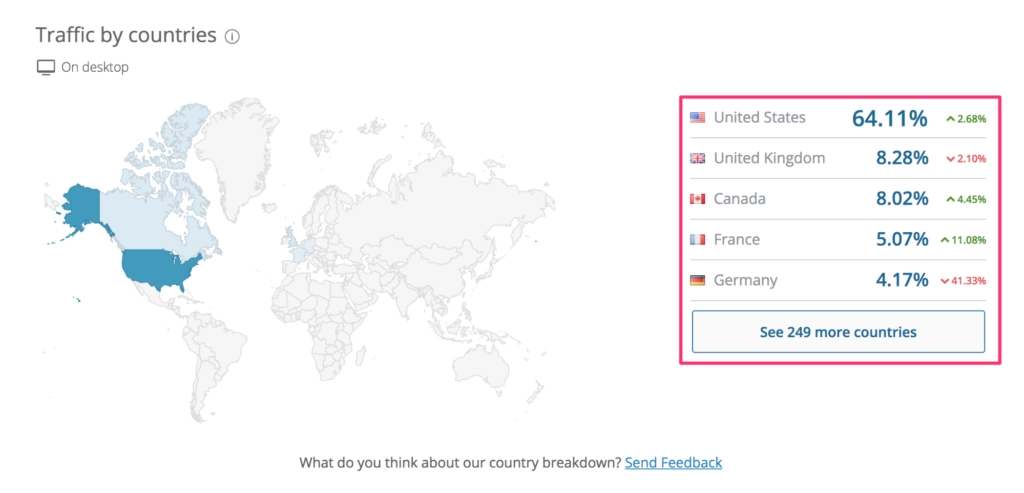 Traffic by countries
On desktop
United States 64.11% 2.68%
United Kingdom 8.28% 2.10%
Canada 8.02% 4.45%
France 5.07% 11.08%
Germany 4.17% 41.33%
See 249 more countries
What do you think about our country breakdown? Send Feedback